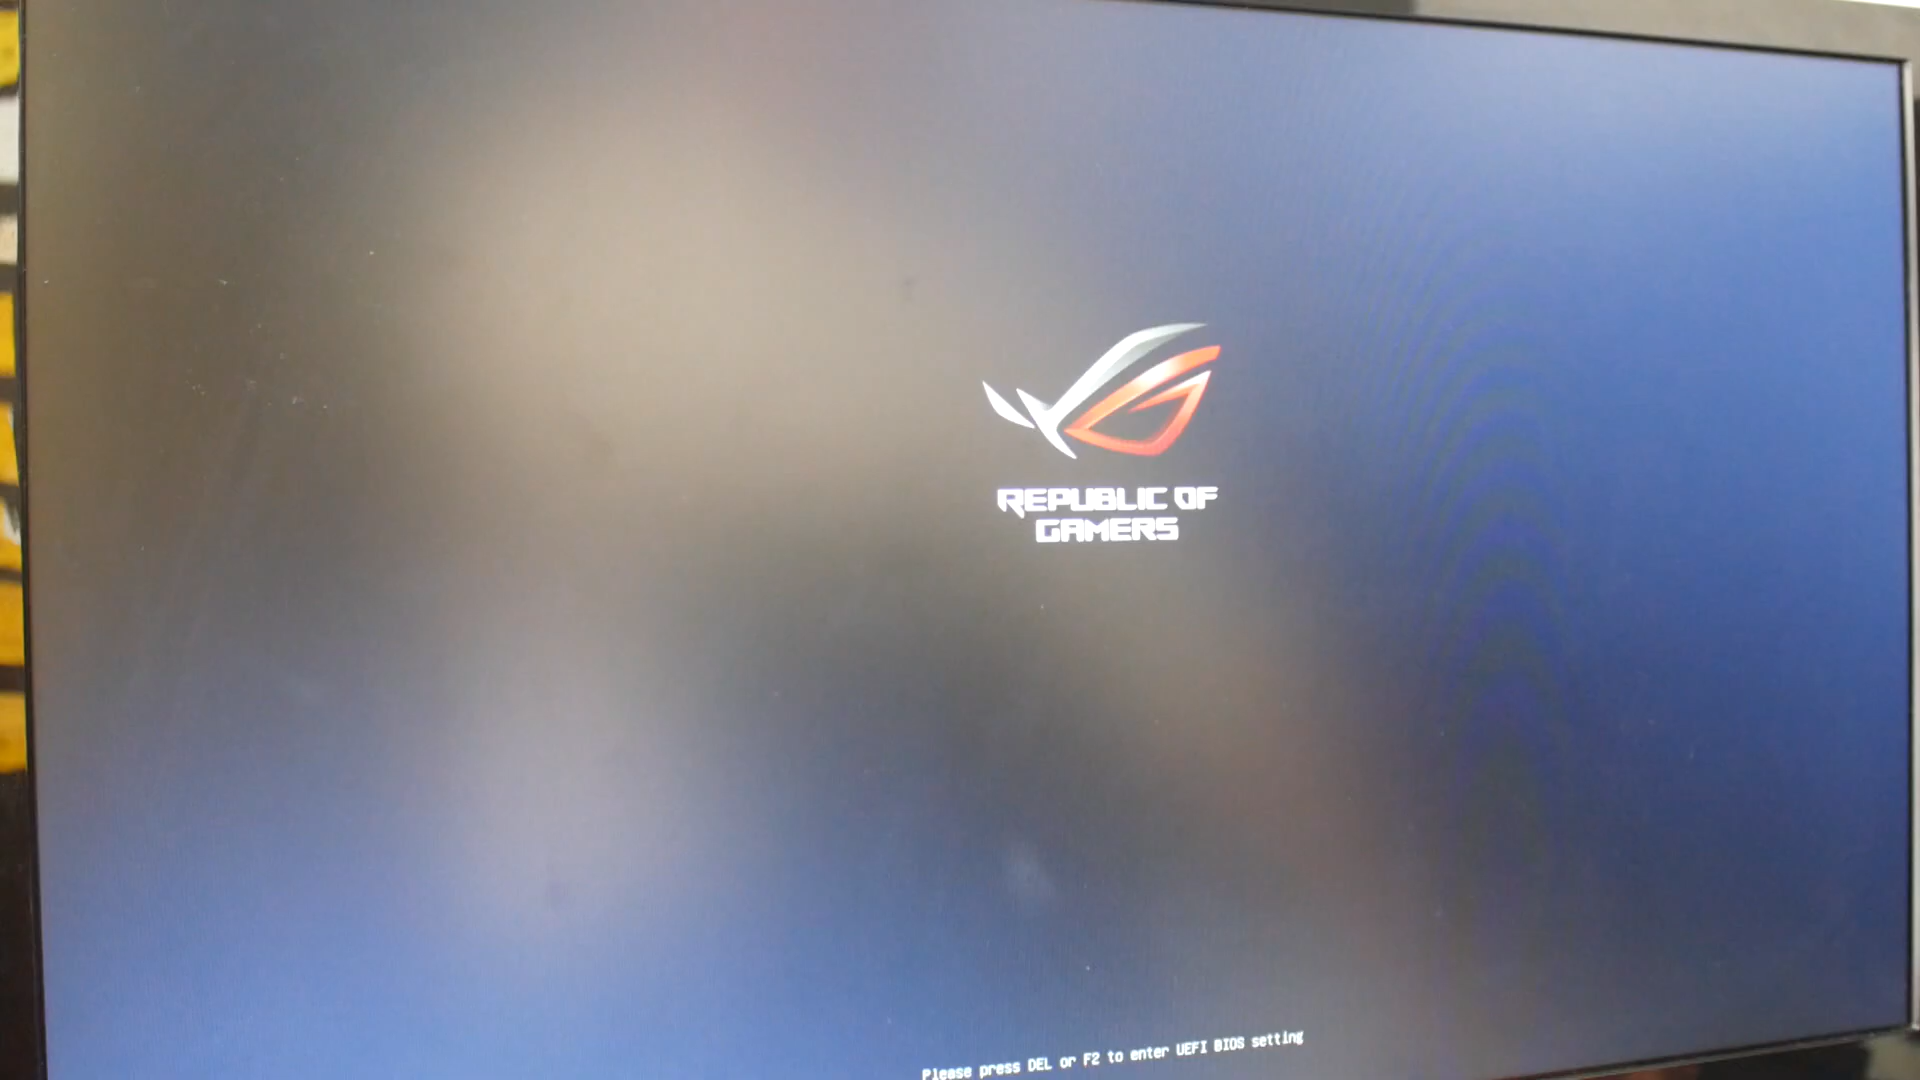 REPUBLIC OF
GAMERS
Please press DEL or F2 to enter UEFI BIOS setting